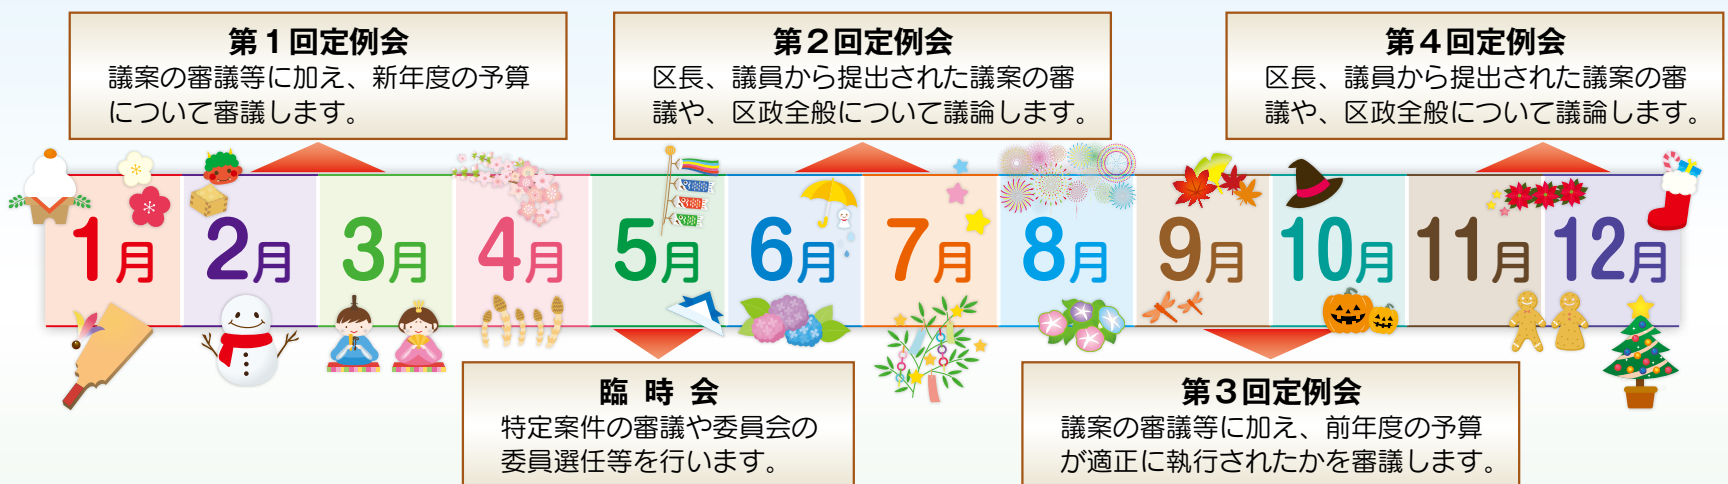 第1回定例会
議案の審議等に加え、新年度の予算
について審議します。
第2回定例会
区長、議員から提出された議案の審
議や、区政全般について議論します。
第4回定例会
区長、議員から提出された議案の審
議や、区政全般について議論します。
1月 2月 3月 4月 5月 6月 7月 8月 9月 10月 11月 12月
臨時会
特定案件の審議や委員会の
委員選任等を行います。
第3回定例会
議案の審議等に加え、前年度の予算
が適正に執行されたかを審議します。